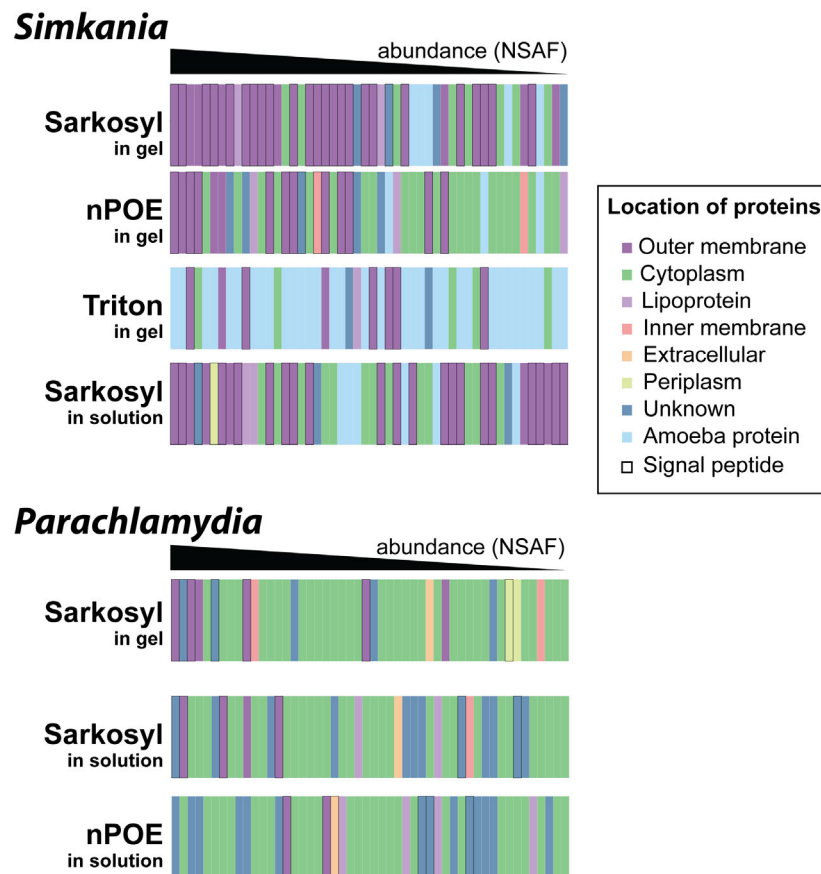 Simkania
abundance (NSAF)
Sarkosyl
in gel
nPOE
in gel
Triton
in gel
Sarkosyl
in solution
Location of proteins
Outer membrane
Cytoplasm
Lipoprotein
Inner membrane
Extracellular
Periplasm
Unknown
Amoeba protein
Signal peptide
Parachlamydia
abundance (NSAF)
Sarkosyl
in gel
Sarkosyl
in solution
nPOE
in solution